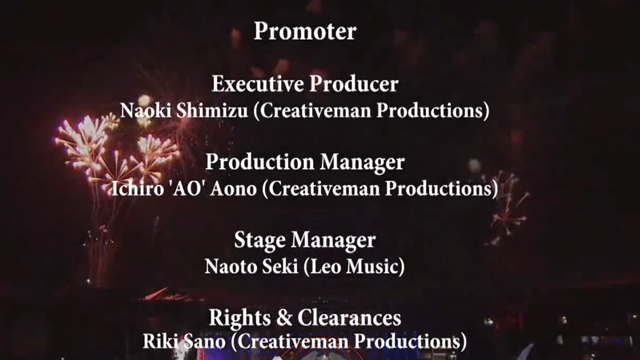 Promoter
Executive Producer
Naoki Shimizu (Creativeman Productions)
Production Manager
Ichiro 'AO' Aono (Creativeman Productions)
Stage Manager
Naoto Seki (Leo Music)
Rights & Clearances
Riki Sano (Creativeman Productions)